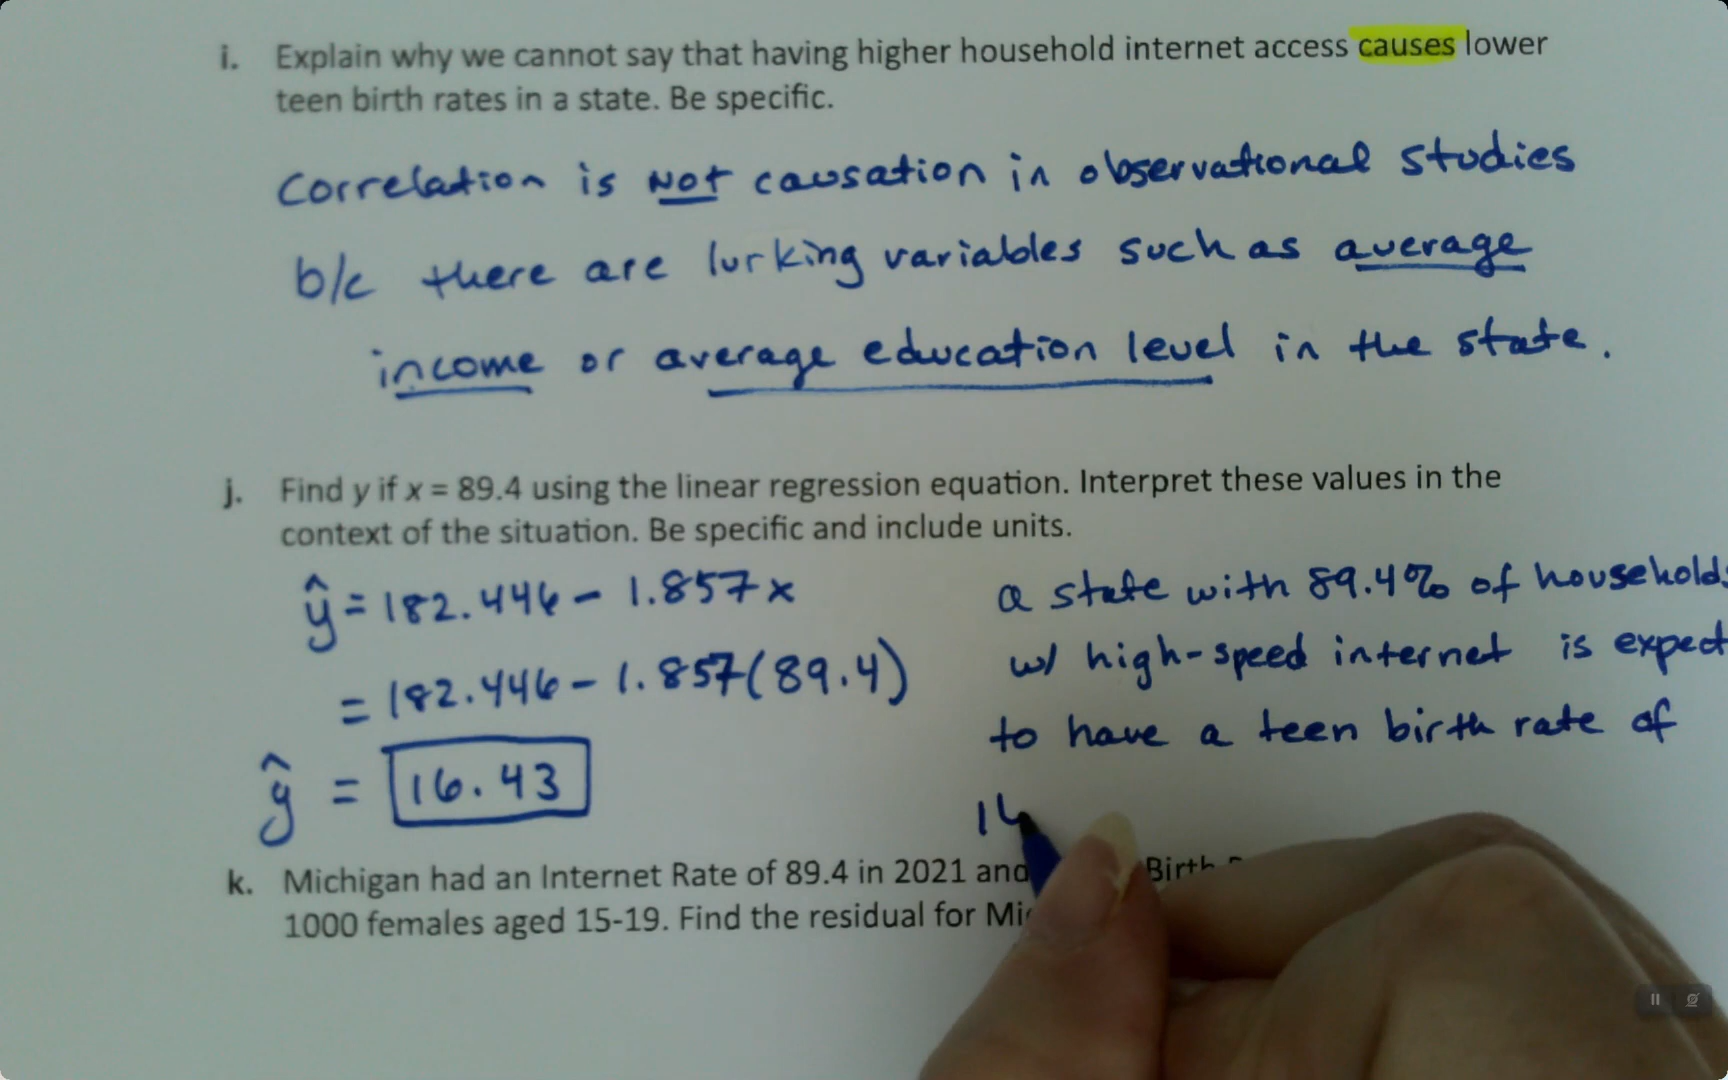 i. Explain why we cannot say that having higher household internet access causes lower
teen birth rates in a state. Be specific.
Correlation is NOT causation in observational studies
b/c there are lurking variables such as average
income or average education level in the state.
j. Find y if x = 89.4 using the linear regression equation. Interpret these values in the
context of the situation. Be specific and include units.
ŷ = 182.446 - 1.857x
= 182.446 - 1.857(89.4)
ŷ = 16.43
a state with 89.4% of households
w/ high-speed internet is expect
to have a teen birth rate of
16
k. Michigan had an Internet Rate of 89.4 in 2021 and Birth
1000 females aged 15-19. Find the residual for